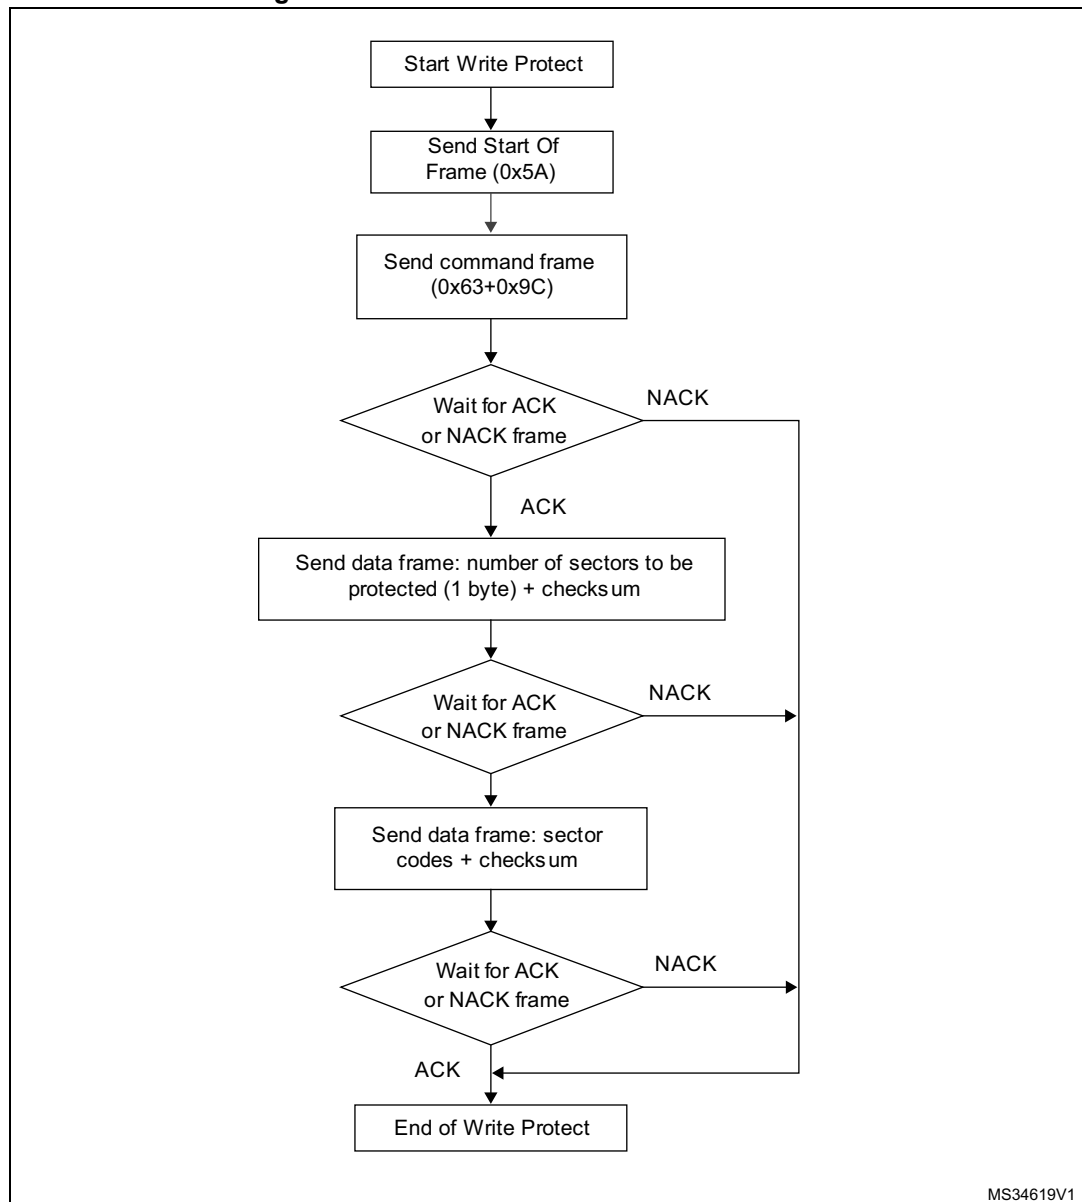 Start Write Protect
Send Start Of
Frame (0x5A)
Send command frame
(0x63+0x9C)
Wait for ACK
or NACK frame
NACK
ACK
Send data frame: number of sectors to be
protected (1 byte) + checksum
Wait for ACK
or NACK frame
NACK
Send data frame: sector
codes + checksum
Wait for ACK
or NACK frame
NACK
ACK
End of Write Protect
MS34619V1